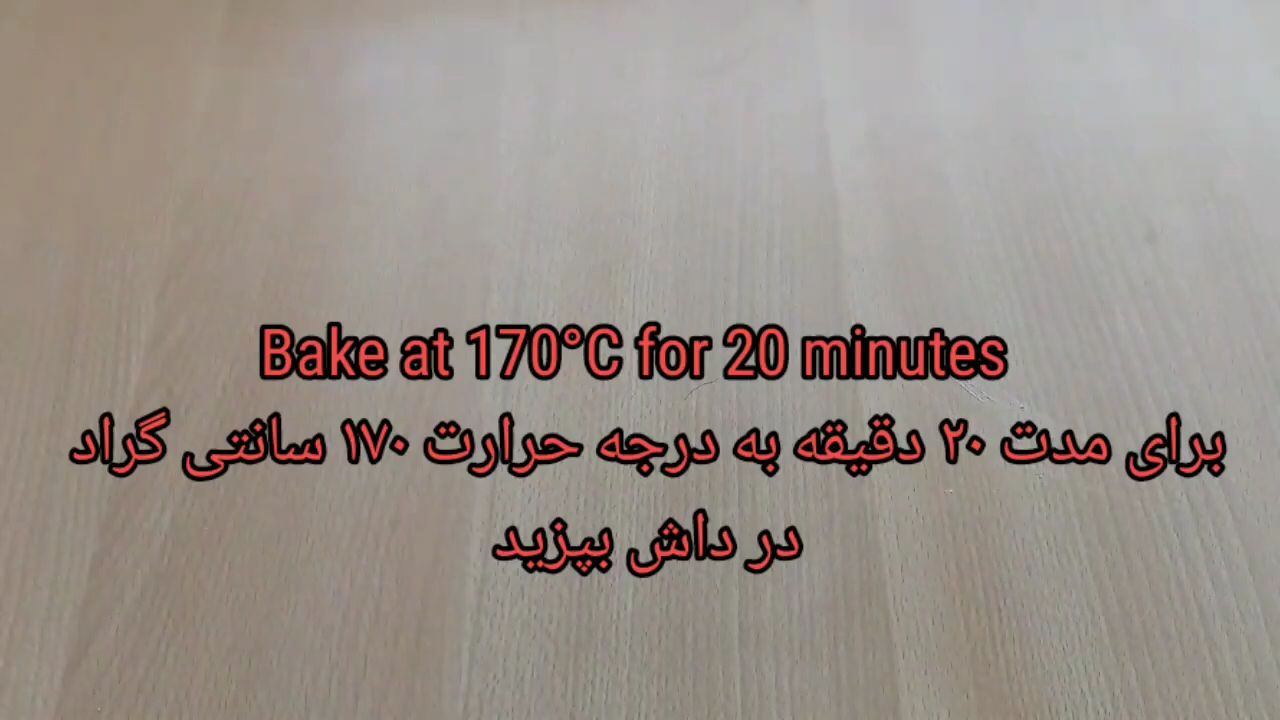 Bake at 170°C for 20 minutes
برای مدت ۲۰ دقیقه به درجه حرارت ۱۷۰ سانتی گراد
در داش بپزید